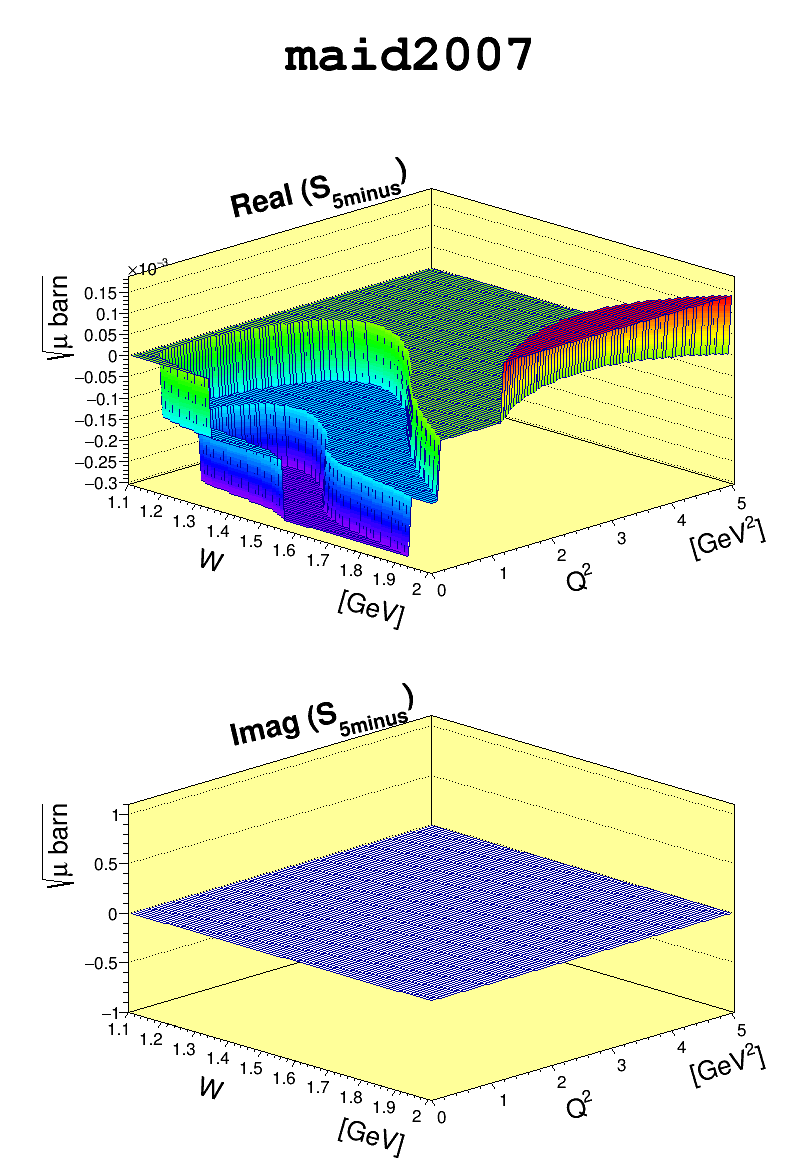 maid2007
Real (S5minus)
×10−3
√μ barn
0.15
0.1
0.05
0
−0.05
−0.1
−0.15
−0.2
−0.25
−0.3
1.1 1.2 1.3 1.4 1.5 1.6 1.7 1.8 1.9 2
W
[GeV]
0 1 2 3 4 5
Q2
[GeV2]
Imag (S5minus)
√μ barn
1
0.5
0
−0.5
−1
1.1 1.2 1.3 1.4 1.5 1.6 1.7 1.8 1.9 2
W
[GeV]
0 1 2 3 4 5
Q2
[GeV2]